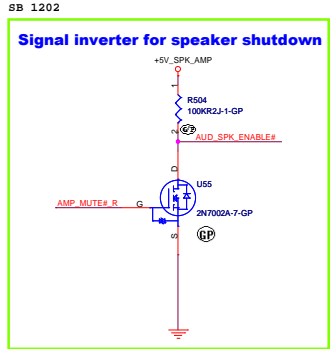 SB 1202
Signal inverter for speaker shutdown
+5V_SPK_AMP
1
R504
100KR2J-1-GP
2
GP
AUD_SPK_ENABLE#
D
U55
AMP_MUTE#_R
G
2N7002A-7-GP
S
GP